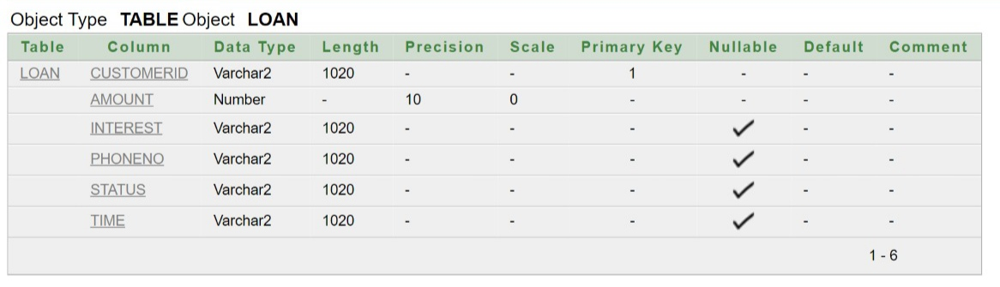 Object Type TABLE Object LOAN
Table Column Data Type Length Precision Scale Primary Key Nullable Default Comment
LOAN CUSTOMERID Varchar2 1020 - - 1 - - -
AMOUNT Number - 10 0 - - - -
INTEREST Varchar2 1020 - - - ✓ - -
PHONENO Varchar2 1020 - - - ✓ - -
STATUS Varchar2 1020 - - - ✓ - -
TIME Varchar2 1020 - - - ✓ - -
1 - 6